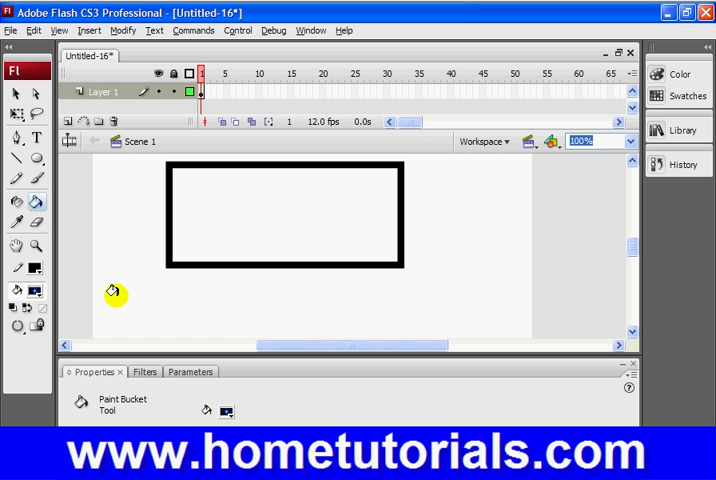 Adobe Flash CS3 Professional - [Untitled-16*]
File Edit View Insert Modify Text Commands Control Debug Window Help
Untitled-16*
1 5 10 15 20 25 30 35 40 45 50 55 60 65
Layer 1
1 12.0 fps 0.0s
Scene 1 Workspace 100%
Fl
T
Color
Swatches
Library
History
Properties × Filters Parameters
Paint Bucket
Tool
www.hometutorials.com